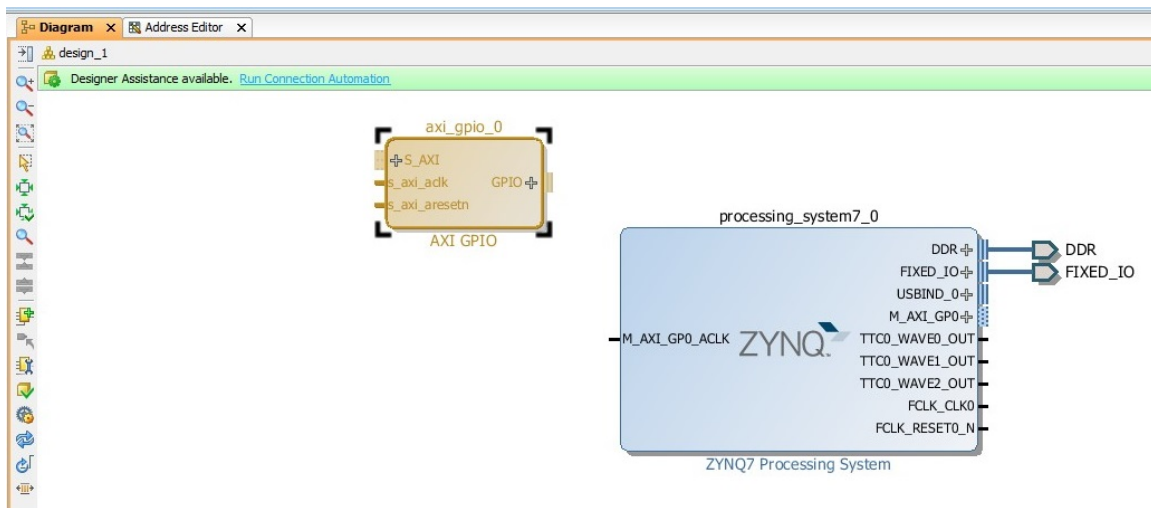 Diagram X Address Editor X
design_1
Designer Assistance available. Run Connection Automation
axi_gpio_0
S_AXI
s_axi_aclk GPIO
s_axi_aresetn
AXI GPIO
processing_system7_0
DDR DDR
FIXED_IO FIXED_IO
USBIND_0
M_AXI_GP0
M_AXI_GP0_ACLK ZYNQ. TTC0_WAVE0_OUT
TTC0_WAVE1_OUT
TTC0_WAVE2_OUT
FCLK_CLK0
FCLK_RESET0_N
ZYNQ7 Processing System